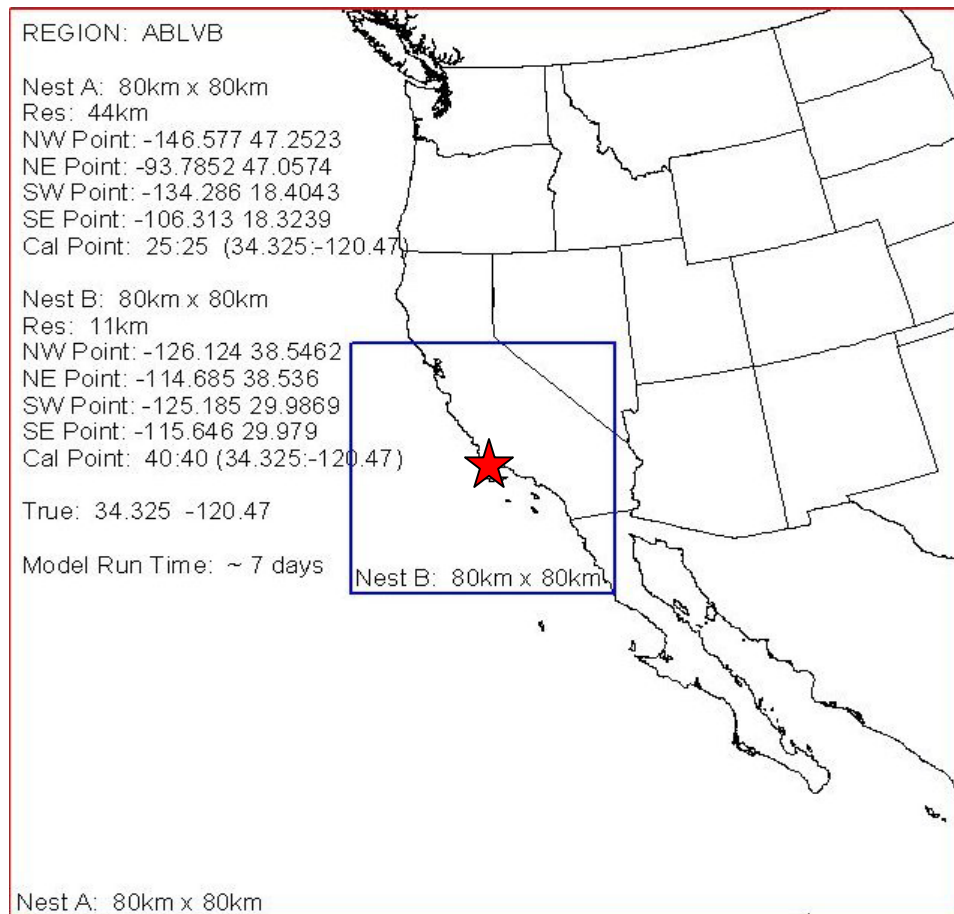 REGION: ABLVB
Nest A: 80km x 80km
Res: 44km
NW Point: -146.577 47.2523
NE Point: -93.7852 47.0574
SW Point: -134.286 18.4043
SE Point: -106.313 18.3239
Cal Point: 25:25 (34.325:-120.47)
Nest B: 80km x 80km
Res: 11km
NW Point: -126.124 38.5462
NE Point: -114.685 38.536
SW Point: -125.185 29.9869
SE Point: -115.646 29.979
Cal Point: 40:40 (34.325:-120.47)
True: 34.325 -120.47
Model Run Time: ~ 7 days
Nest B: 80km x 80km
Nest A: 80km x 80km